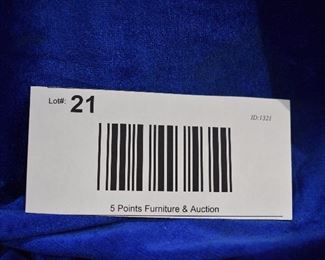 Lot#: 21
ID:1321
5 Points Furniture & Auction